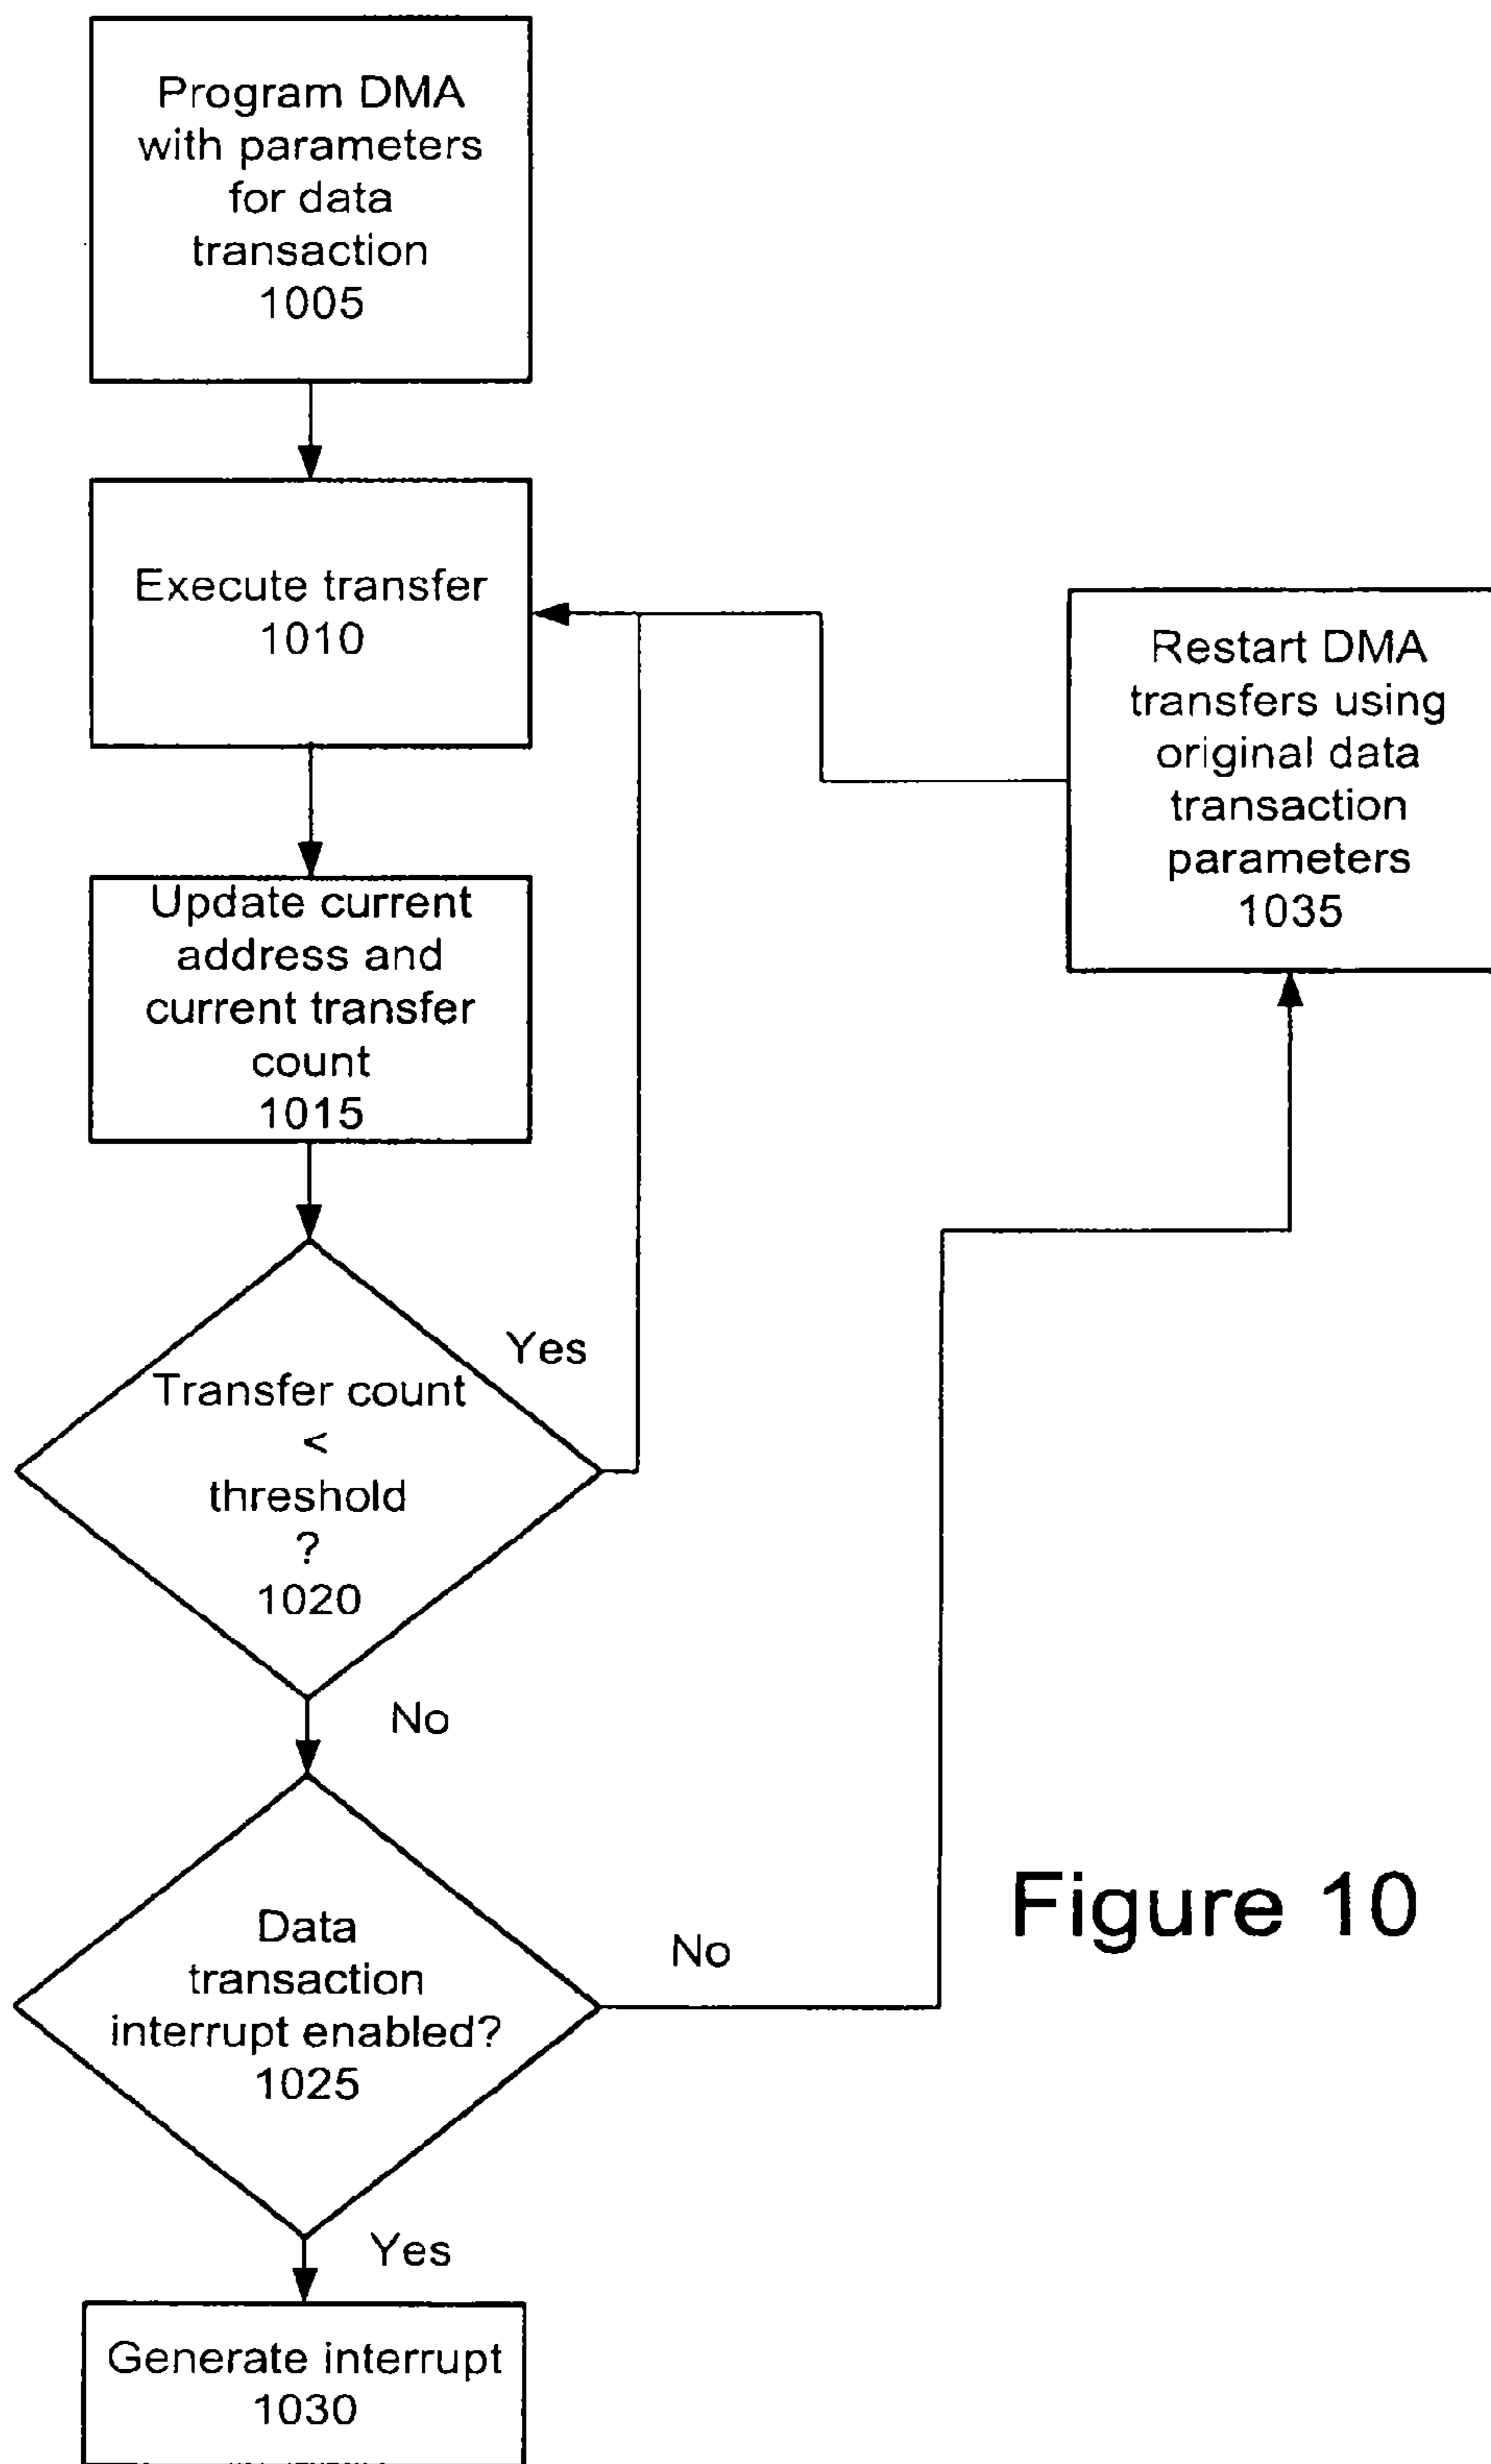 Program DMA
with parameters
for data
transaction
1005
Execute transfer
1010
Restart DMA
transfers using
original data
transaction
parameters
1035
Update current
address and
current transfer
count
1015
Yes
Transfer count
<
threshold
?
1020
No
Data
transaction
interrupt enabled?
1025
No
Figure 10
Yes
Generate interrupt
1030